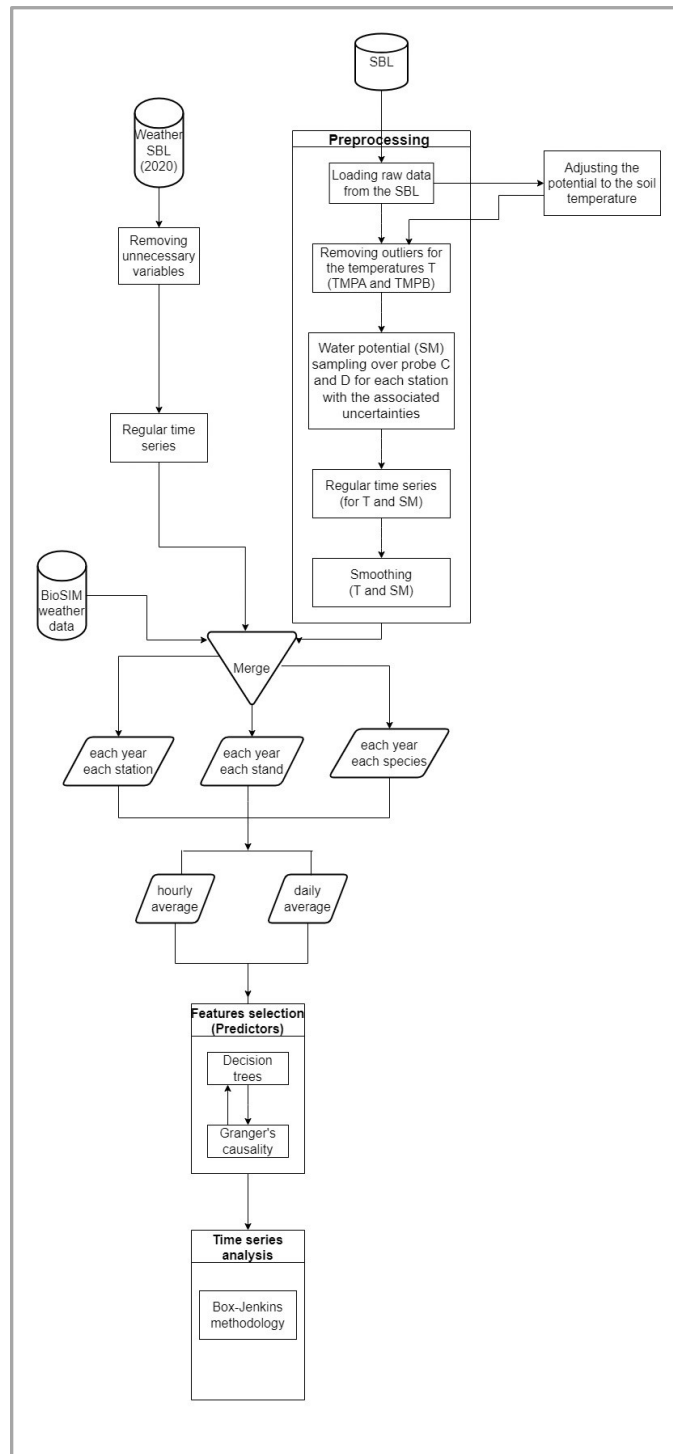 SBL
Weather
SBL
(2020)
Preprocessing
Loading raw data
from the SBL
Adjusting the
potential to the soil
temperature
Removing
unnecessary
variables
Removing outliers for
the temperatures T
(TMPA and TMPB)
Water potential (SM)
sampling over probe C
and D for each station
with the associated
uncertainties
Regular time
series
Regular time series
(for T and SM)
Smoothing
(T and SM)
BioSIM
weather
data
Merge
each year
each station
each year
each stand
each year
each species
hourly
average
daily
average
Features selection
(Predictors)
Decision
trees
Granger's
causality
Time series
analysis
Box-Jenkins
methodology